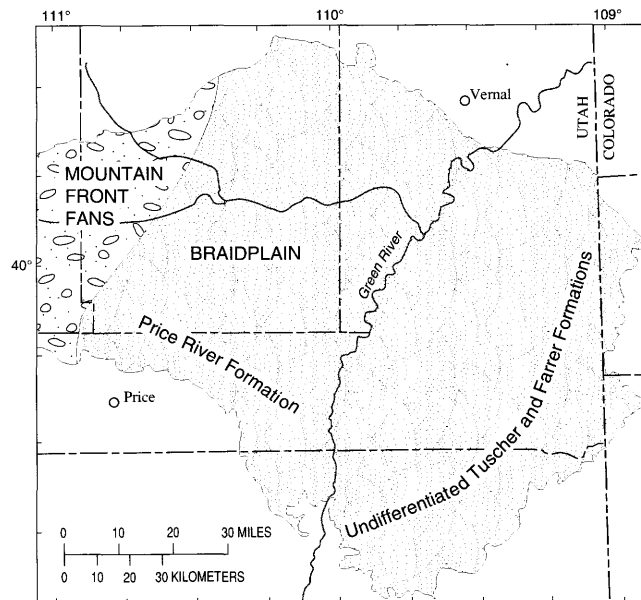 111°
110°
109°
Vernal
UTAH
COLORADO
MOUNTAIN
FRONT
FANS
BRAIDPLAIN
Green River
40°
Price River Formation
Price
Undifferentiated Tuscher and Farrer Formations
0 10 20 30 MILES
0 10 20 30 KILOMETERS